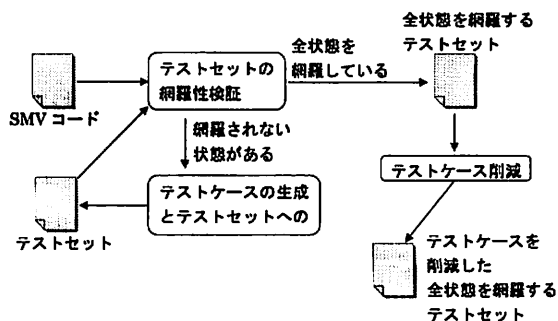 全状態を網羅する
テストセット
テストセットの
網羅性検証
全状態を
網羅している
SMV コード
網羅されない
状態がある
テストケース削減
テストケースの生成
とテストセットへの
テストセット
テストケースを
削減した
全状態を網羅する
テストセット